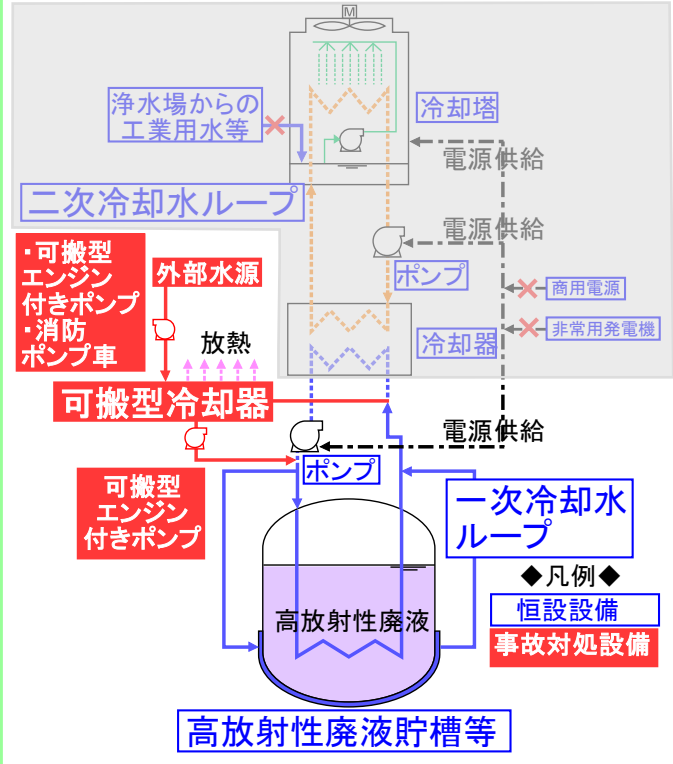 M
浄水場からの
工業用水等
冷却塔
電源供給
二次冷却水ループ
電源供給
・可搬型
エンジン
付きポンプ
・消防
ポンプ車
外部水源
ポンプ
商用電源
放熱
冷却器
非常用発電機
可搬型冷却器
電源供給
ポンプ
可搬型
エンジン
付きポンプ
一次冷却水
ループ
◆凡例◆
恒設設備
事故対処設備
高放射性廃液
高放射性廃液貯槽等